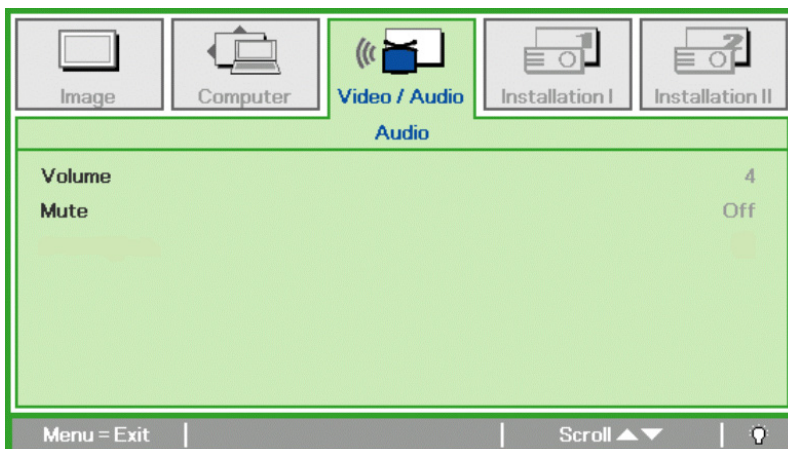 Image Computer Video / Audio Installation I Installation II
Audio
Volume 4
Mute Off
Menu = Exit Scroll